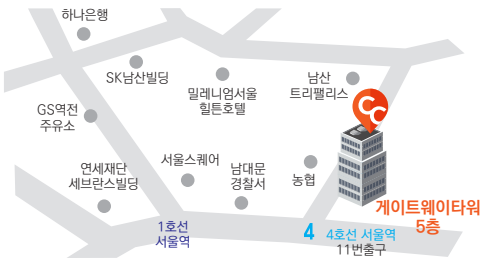 하나은행
SK남산빌딩
밀레니엄서울
힐튼호텔
남산
트리팰리스
CC
GS역전
주유소
연세재단
세브란스빌딩
서울스퀘어
남대문
경찰서
농협
게이트웨이타워
5층
1호선
서울역
4 4호선 서울역
11번출구